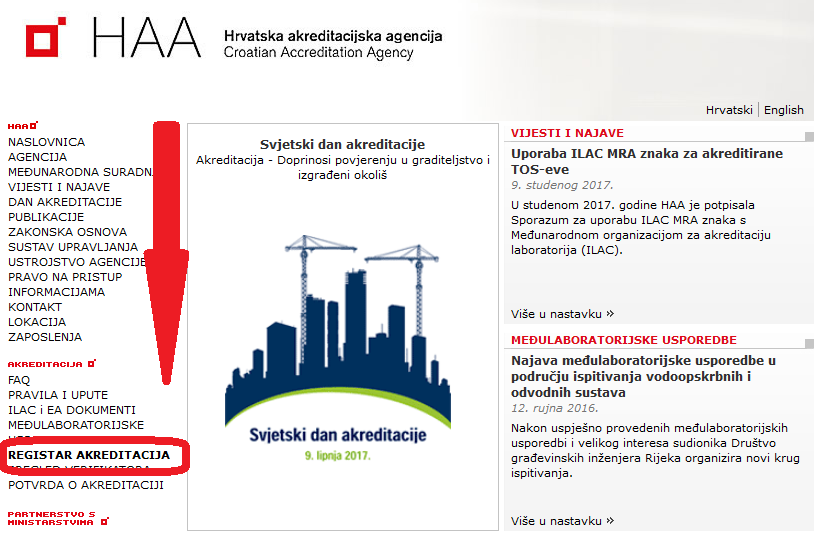 HAA
Hrvatska akreditacijska agencija
Croatian Accreditation Agency
Hrvatski
English
HAA
NASLOVNICA
AGENCIJA
MEĐUNARODNA SURADN
VIJESTI I NAJAVE
DAN AKREDITACIJE
PUBLIKACIJE
ZAKONSKA OSNOVA
SUSTAV UPRAVLJANJA
USTROJSTVO AGENCIJE
PRAVO NA PRISTUP
INFORMACIJAMA
KONTAKT
LOKACIJA
ZAPOSLENJA
AKREDITACIJA
FAQ
PRAVILA I UPUTE
ILAC i EA DOKUMENTI
MEĐULABORATORIJSKE
REGISTAR AKREDITACIJA
PREGLED VERIFIKATORA
POTVRDA O AKREDITACIJI
PARTNERSTVO S
MINISTARSTVIMA
Svjetski dan akreditacije
Akreditacija - Doprinosi povjerenju u graditeljstvo i
izgrađeni okoliš
Svjetski dan akreditacije
9. lipnja 2017.
VIJESTI I NAJAVE
Uporaba ILAC MRA znaka za akreditirane
TOS-eve
9. studenog 2017.
U studenom 2017. godine HAA je potpisala
Sporazum za uporabu ILAC MRA znaka s
Međunarodnom organizacijom za akreditaciju
laboratorija (ILAC).
Više u nastavku »
MEĐULABORATORIJSKE USPOREDBE
Najava međulaboratorijske usporedbe u
području ispitivanja vodoopskrbnih i
odvodnih sustava
12. rujna 2016.
Nakon uspješno provedenih međulaboratorijskih
usporedbi i velikog interesa sudionika Društvo
građevinskih inženjera Rijeka organizira novi krug
ispitivanja.
Više u nastavku »